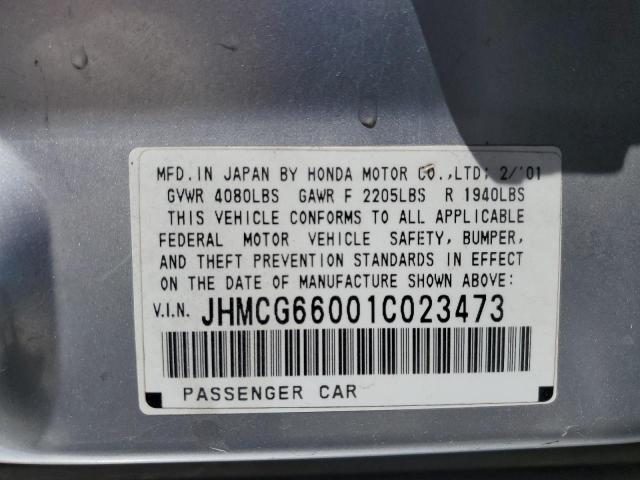 MFD. IN JAPAN BY HONDA MOTOR CO.,LTD; 2/'01
GVWR 4080LBS GAWR F 2205LBS R 1940LBS
THIS VEHICLE CONFORMS TO ALL APPLICABLE
FEDERAL MOTOR VEHICLE SAFETY, BUMPER,
AND THEFT PREVENTION STANDARDS IN EFFECT
ON THE DATE OF MANUFACTURE SHOWN ABOVE:
V.I.N. JHMCG66001C023473
PASSENGER CAR